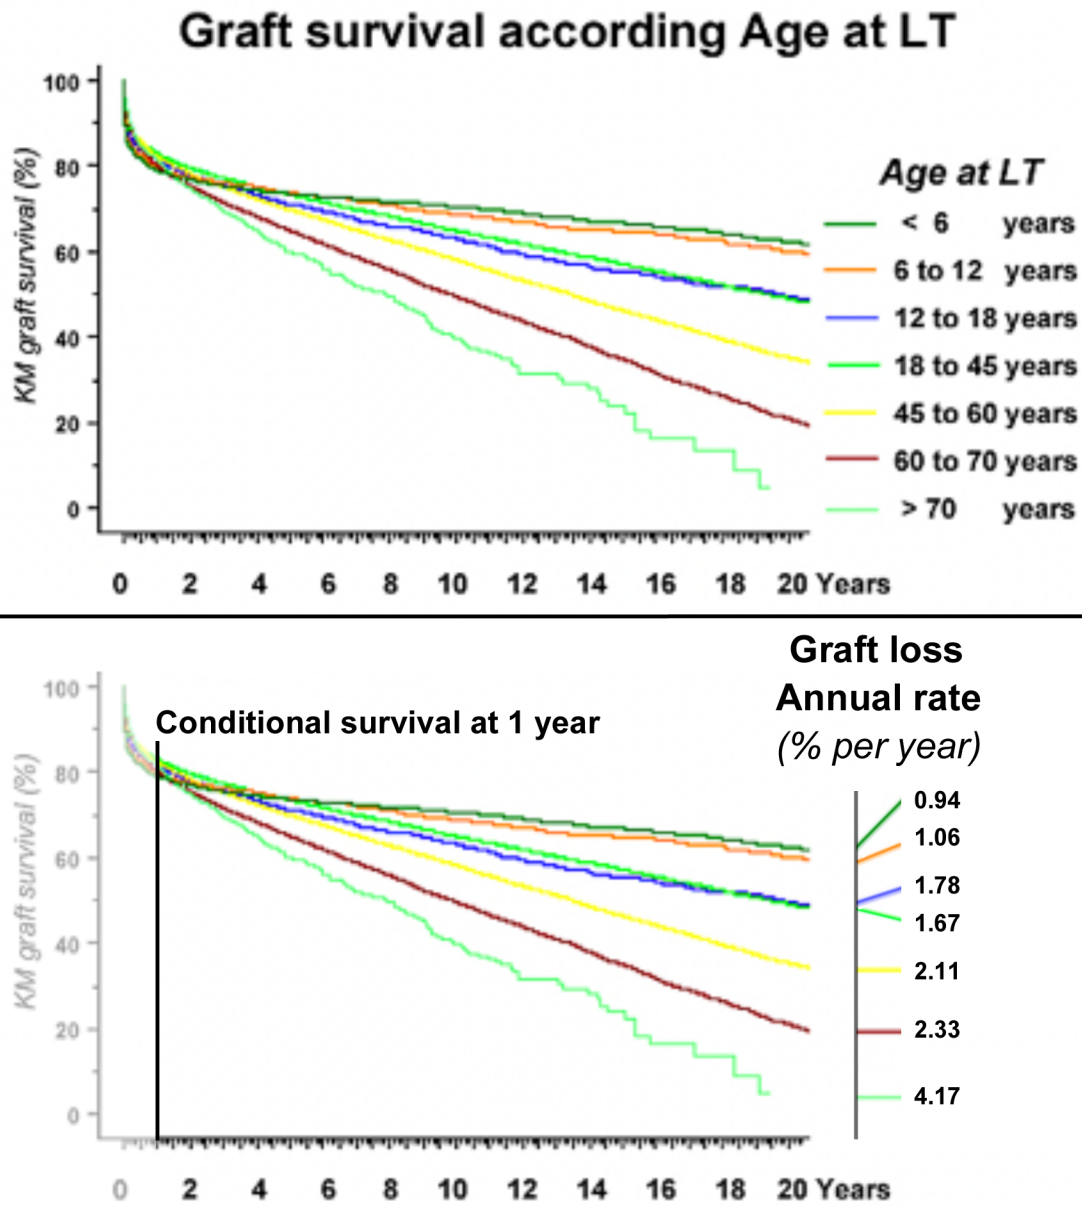 Graft survival according Age at LT
KM graft survival (%)
100
80
60
40
20
0
0 2 4 6 8 10 12 14 16 18 20 Years
Age at LT
< 6 years
6 to 12 years
12 to 18 years
18 to 45 years
45 to 60 years
60 to 70 years
> 70 years
Graft loss
Annual rate
(% per year)
Conditional survival at 1 year
KM graft survival (%)
100
80
60
40
20
0
0 2 4 6 8 10 12 14 16 18 20 Years
0.94
1.06
1.78
1.67
2.11
2.33
4.17